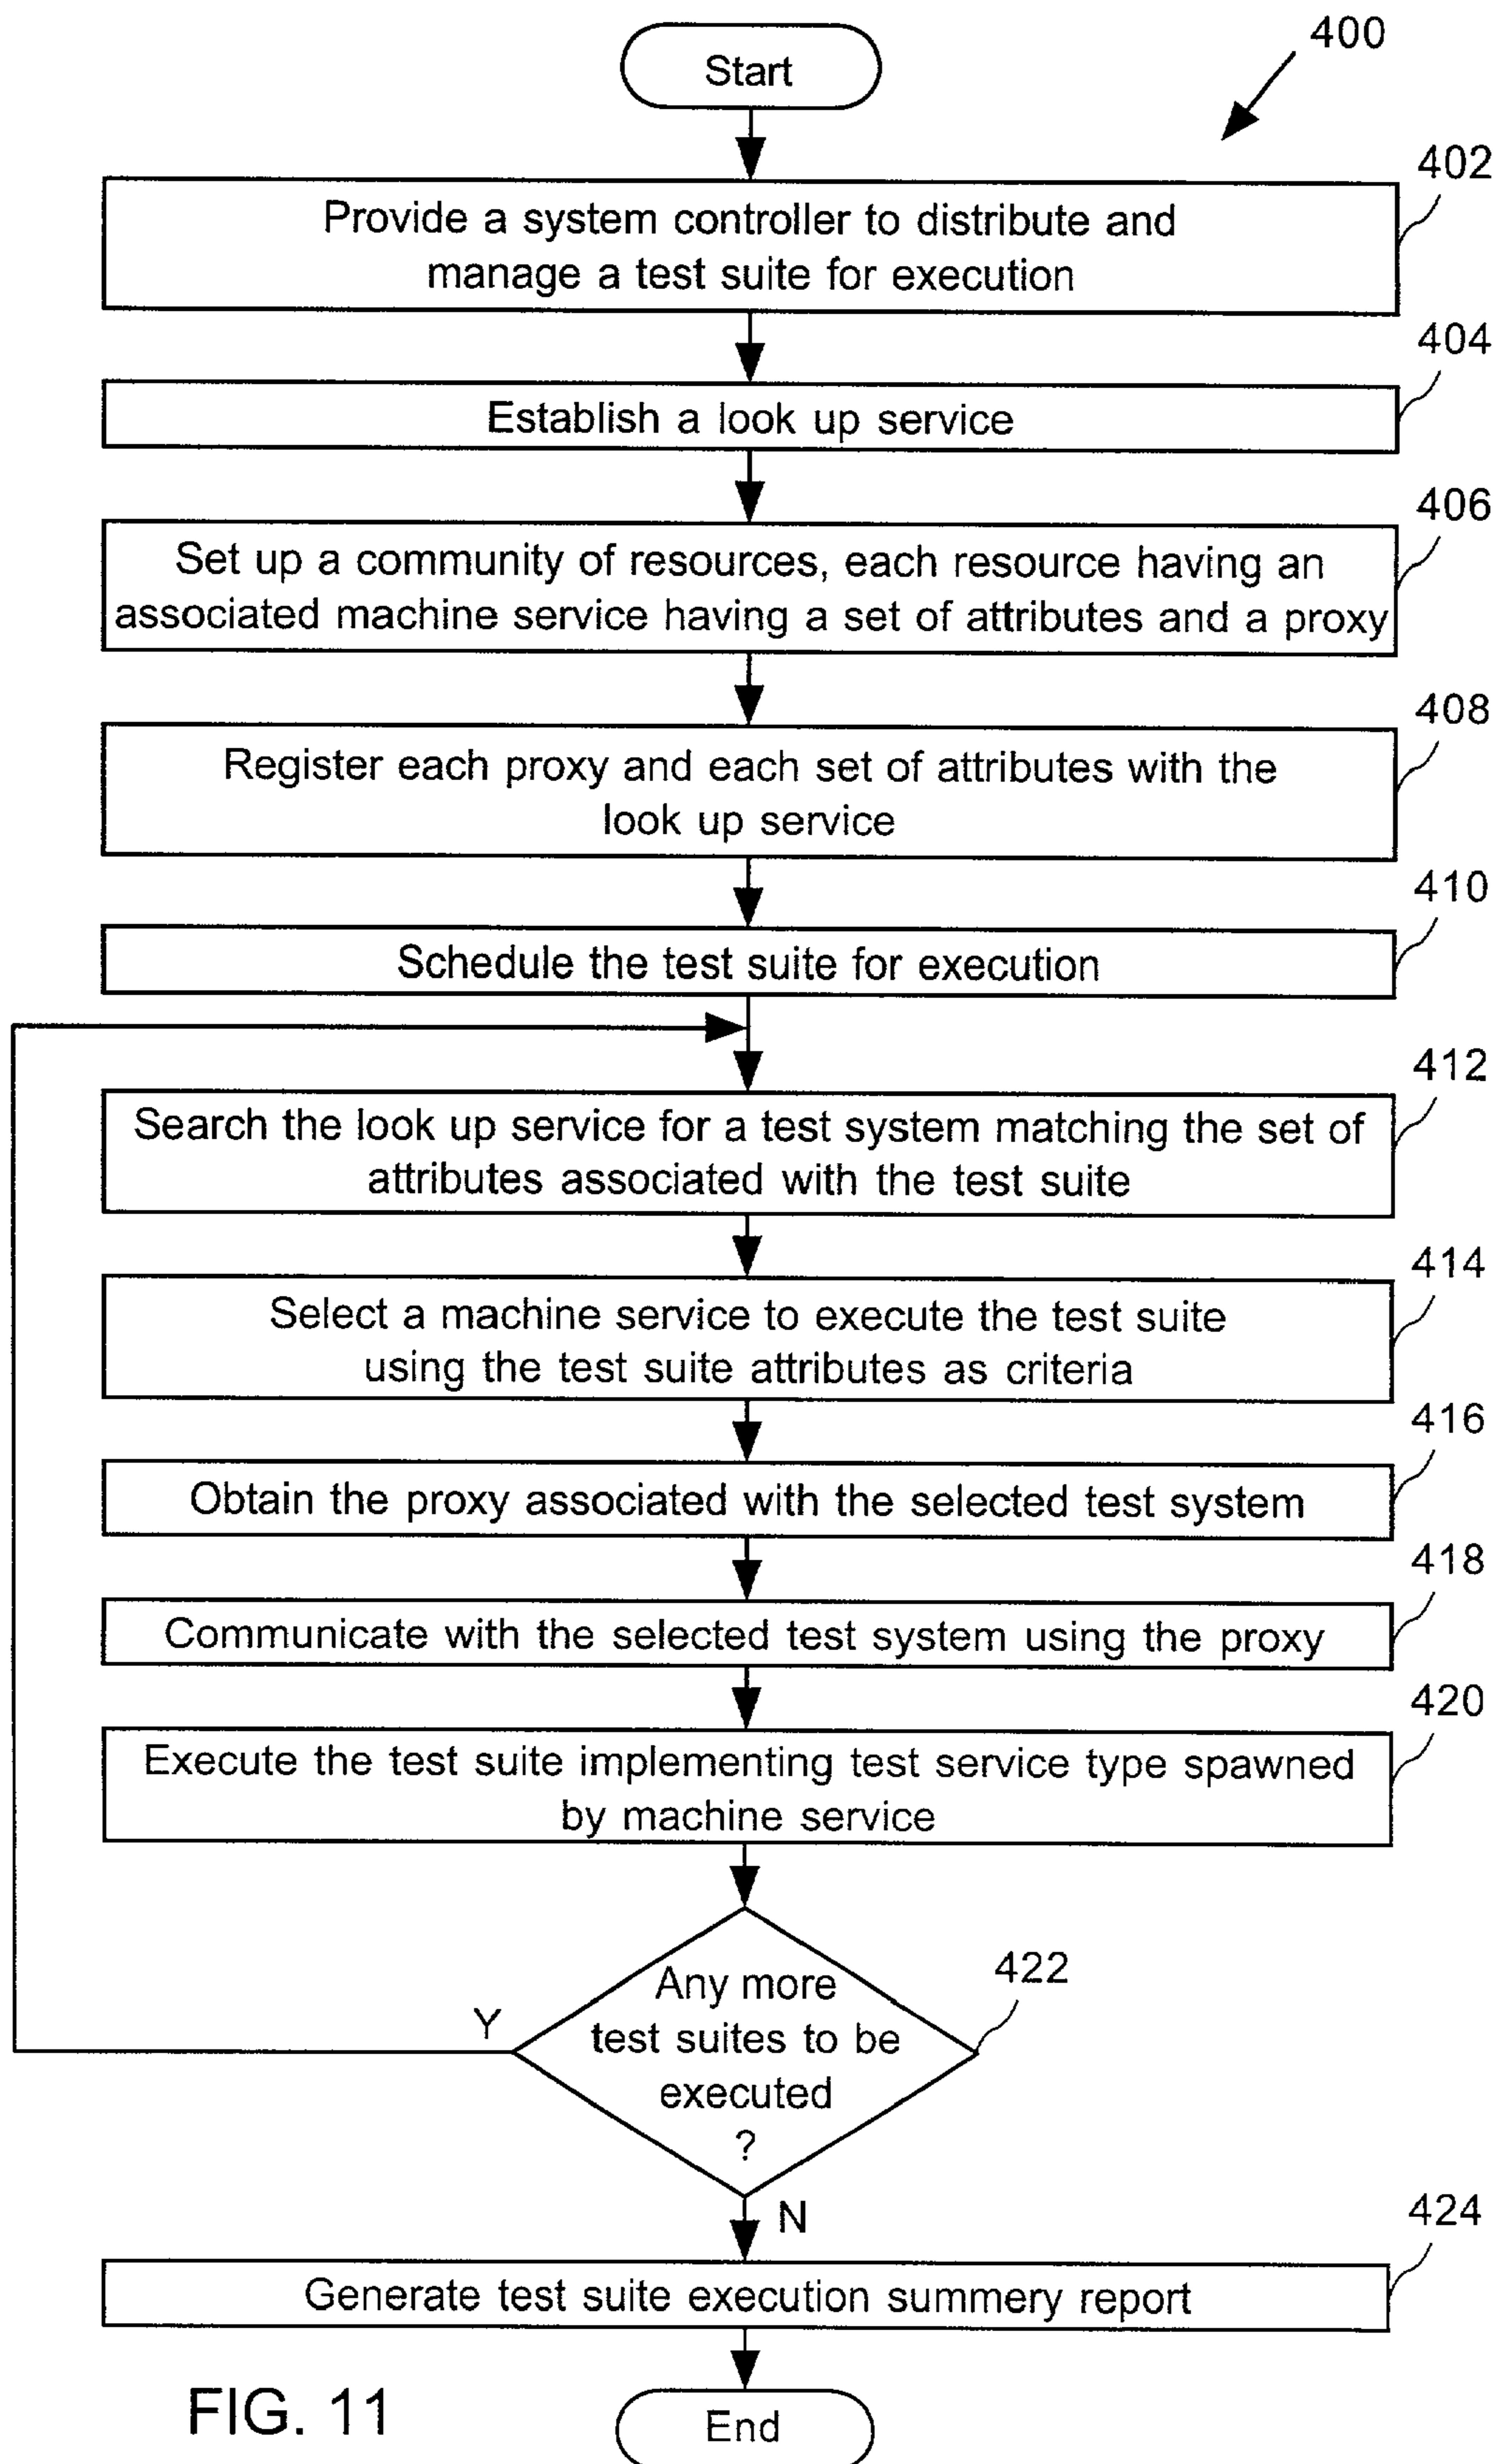 Start
400
402
Provide a system controller to distribute and
manage a test suite for execution
404
Establish a look up service
406
Set up a community of resources, each resource having an
associated machine service having a set of attributes and a proxy
408
Register each proxy and each set of attributes with the
look up service
410
Schedule the test suite for execution
412
Search the look up service for a test system matching the set of
attributes associated with the test suite
414
Select a machine service to execute the test suite
using the test suite attributes as criteria
416
Obtain the proxy associated with the selected test system
418
Communicate with the selected test system using the proxy
420
Execute the test suite implementing test service type spawned
by machine service
422
Any more
test suites to be
executed
?
Y
N
424
Generate test suite execution summery report
End
FIG. 11